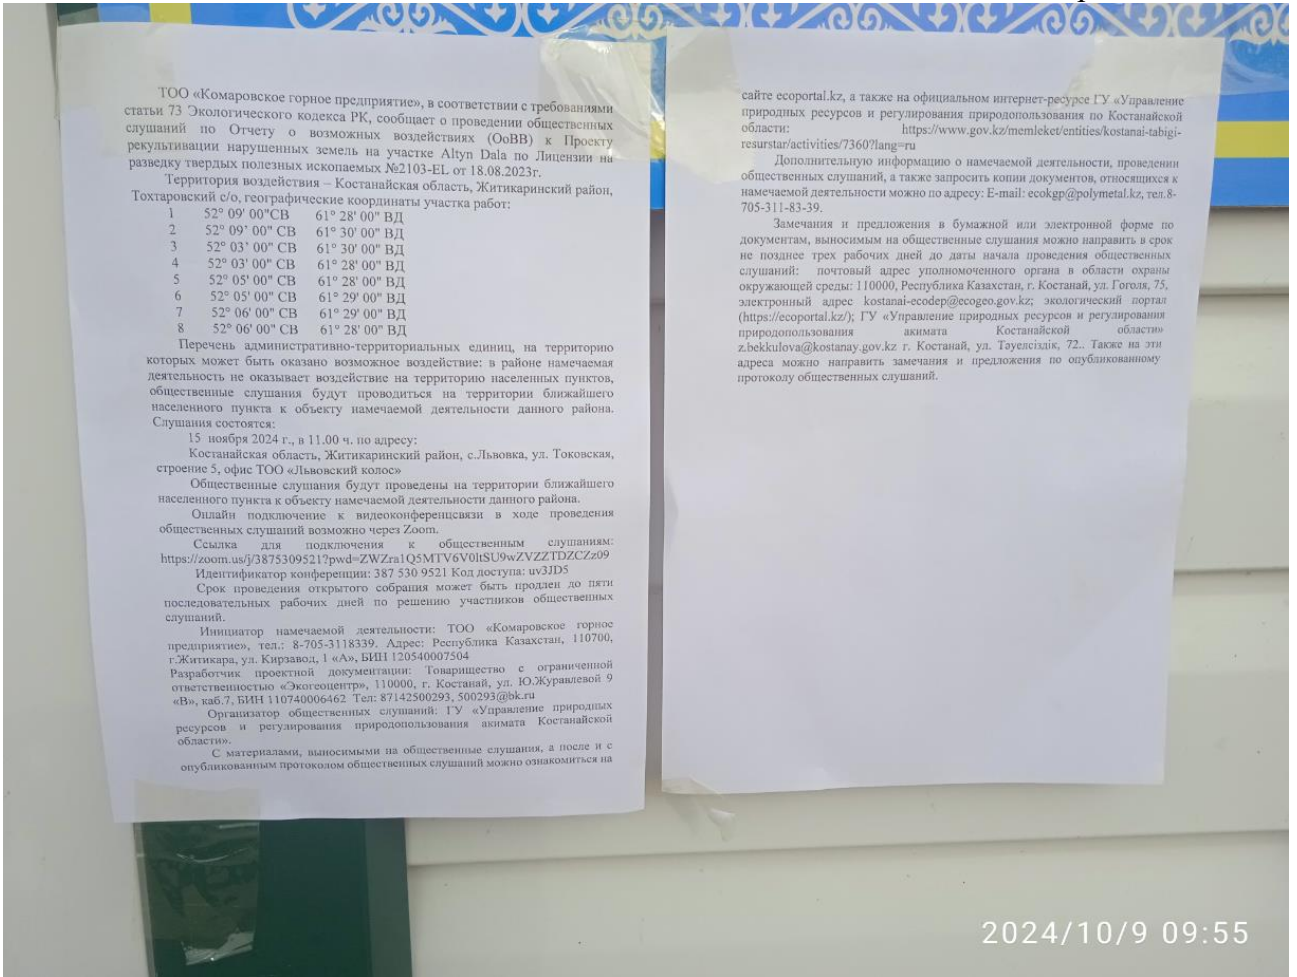 ТОО «Комаровское горное предприятие», в соответствии с требованиями
статьи 73 Экологического кодекса РК, сообщает о проведении общественных
слушаний по Отчету о возможных воздействиях (ОоВВ) к Проекту
рекультивации нарушенных земель на участке Altyn Dala по Лицензии на
разведку твердых полезных ископаемых №2103-EL от 18.08.2023г.
Территория воздействия – Костанайская область, Житикаринский район,
Тохтаровский с/о, географические координаты участка работ:
1 52° 09' 00"СВ 61° 28' 00" ВД
2 52° 09' 00" СВ 61° 30' 00" ВД
3 52° 03' 00" СВ 61° 30' 00" ВД
4 52° 03' 00" СВ 61° 28' 00" ВД
5 52° 05' 00" СВ 61° 28' 00" ВД
6 52° 05' 00" СВ 61° 29' 00" ВД
7 52° 06' 00" СВ 61° 29' 00" ВД
8 52° 06' 00" СВ 61° 28' 00" ВД
Перечень административно-территориальных единиц, на территорию
которых может быть оказано возможное воздействие: в районе намечаемая
деятельность не оказывает воздействие на территорию населенных пунктов,
общественные слушания будут проводиться на территории ближайшего
населенного пункта к объекту намечаемой деятельности данного района.
Слушания состоятся:
15 ноября 2024 г., в 11.00 ч. по адресу:
Костанайская область, Житикаринский район, с.Львовка, ул. Токовская,
строение 5, офис ТОО «Львовский колос»
Общественные слушания будут проведены на территории ближайшего
населенного пункта к объекту намечаемой деятельности данного района.
Онлайн подключение к видеоконференцсвязи в ходе проведения
общественных слушаний возможно через Zoom.
Ссылка для подключения к общественным слушаниям:
https://zoom.us/j/3875309521?pwd=ZWZra1Q5MTV6V0ltSU9wZVZZTDZCZz09
Идентификатор конференции: 387 530 9521 Код доступа: uv3JD5
Срок проведения открытого собрания может быть продлен до пяти
последовательных рабочих дней по решению участников общественных
слушаний.
Инициатор намечаемой деятельности: ТОО «Комаровское горное
предприятие», тел.: 8-705-3118339. Адрес: Республика Казахстан, 110700,
г.Житикара, ул. Кирзавод, 1 «А», БИН 120540007504
Разработчик проектной документации: Товарищество с ограниченной
ответственностью «Экогеоцентр», 110000, г. Костанай, ул. Ю.Журавлевой 9
«В», каб.7, БИН 110740006462 Тел: 87142500293, 500293@bk.ru
Организатор общественных слушаний: ГУ «Управление природных
ресурсов и регулирования природопользования акимата Костанайской
области».
С материалами, выносимыми на общественные слушания, а после и с
опубликованным протоколом общественных слушаний можно ознакомиться на
сайте ecoportal.kz, а также на официальном интернет-ресурсе ГУ «Управление
природных ресурсов и регулирования природопользования по Костанайской
области: https://www.gov.kz/memleket/entities/kostanai-tabigi-
resurstar/activities/7360?lang=ru
Дополнительную информацию о намечаемой деятельности, проведении
общественных слушаний, а также запросить копии документов, относящихся к
намечаемой деятельности можно по адресу: E-mail: ecokgp@polymetal.kz, тел.8-
705-311-83-39.
Замечания и предложения в бумажной или электронной форме по
документам, выносимым на общественные слушания можно направить в срок
не позднее трех рабочих дней до даты начала проведения общественных
слушаний: почтовый адрес уполномоченного органа в области охраны
окружающей среды: 110000, Республика Казахстан, г. Костанай, ул. Гоголя, 75,
электронный адрес kostanai-ecodep@ecogeo.gov.kz; экологический портал
(https://ecoportal.kz/); ГУ «Управление природных ресурсов и регулирования
природопользования акимата Костанайской области»
z.bekkulova@kostanay.gov.kz г. Костанай, ул. Тәуелсіздік, 72.. Также на эти
адреса можно направить замечания и предложения по опубликованному
протоколу общественных слушаний.
2024/10/9 09:55